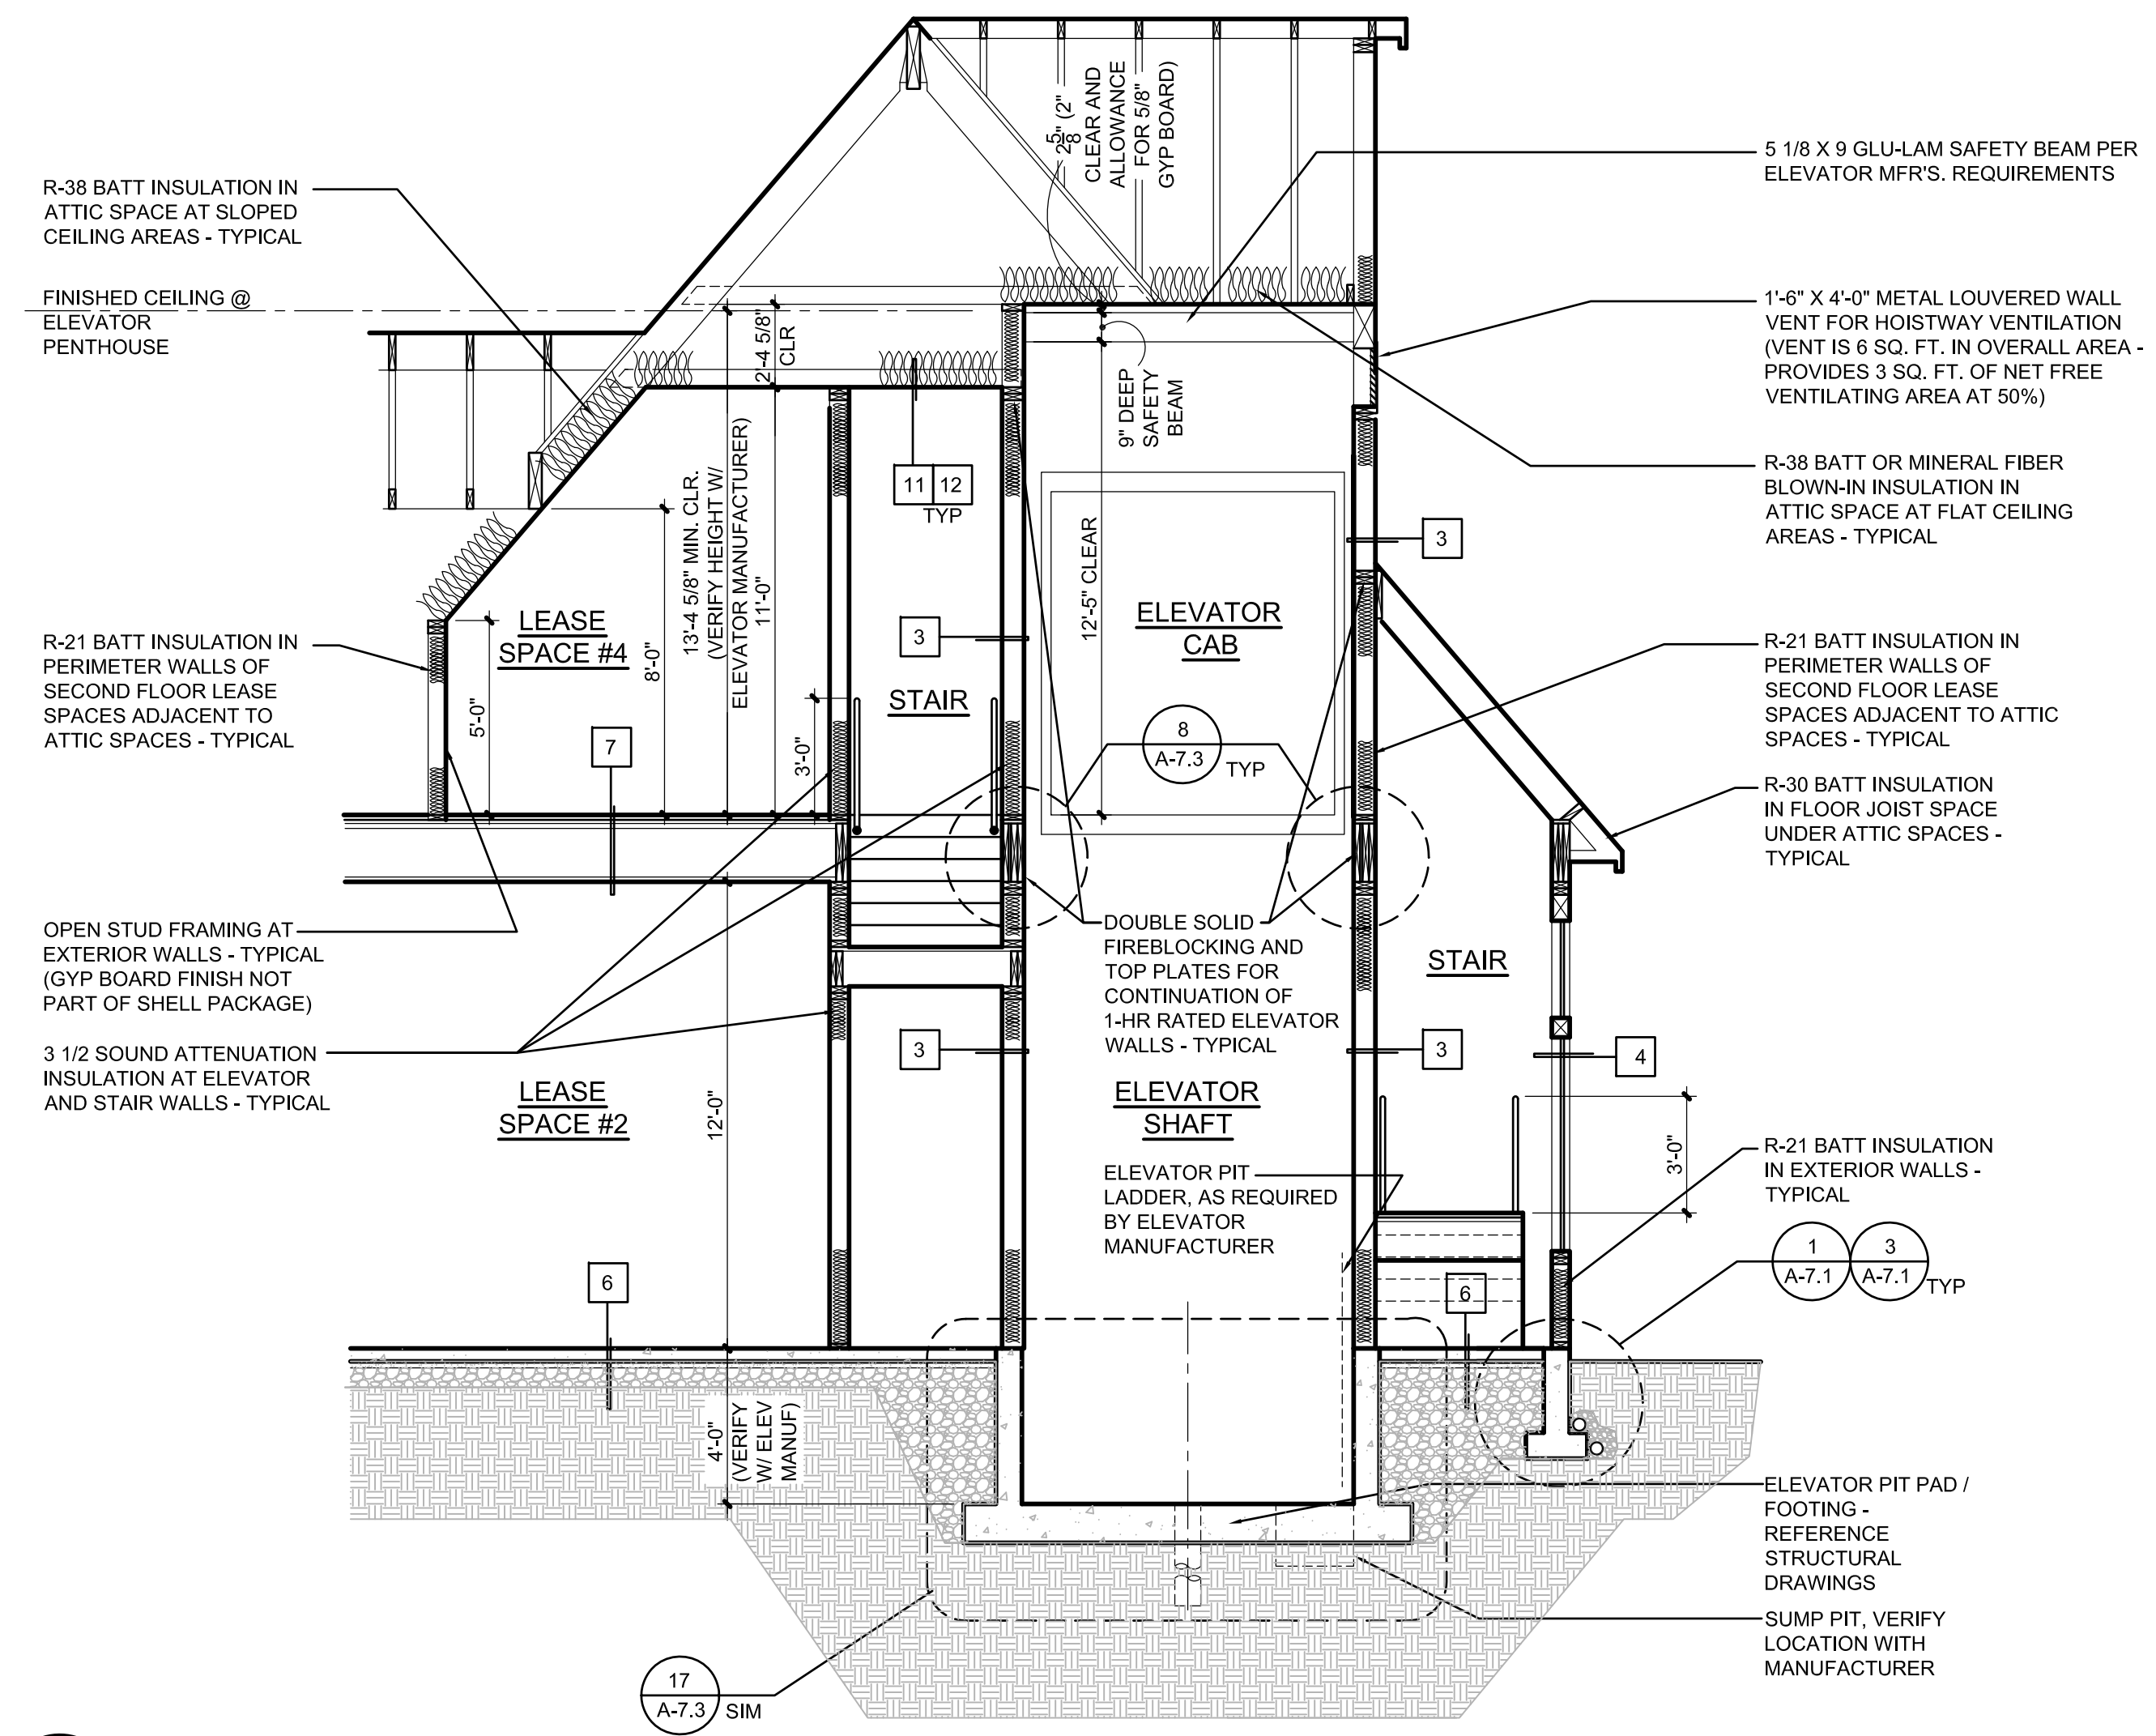 R-38 BATT INSULATION IN
ATTIC SPACE AT SLOPED
CEILING AREAS - TYPICAL
FINISHED CEILING @
ELEVATOR
PENTHOUSE
R-21 BATT INSULATION IN
PERIMETER WALLS OF
SECOND FLOOR LEASE
SPACES ADJACENT TO
ATTIC SPACES - TYPICAL
OPEN STUD FRAMING AT
EXTERIOR WALLS - TYPICAL
(GYP BOARD FINISH NOT
PART OF SHELL PACKAGE)
3 1/2 SOUND ATTENUATION
INSULATION AT ELEVATOR
AND STAIR WALLS - TYPICAL
2 5/8" (2"
CLEAR AND
ALLOWANCE
FOR 5/8"
GYP BOARD)
2'-4 5/8"
CLR
9" DEEP
SAFETY
BEAM
13'-4 5/8" MIN. CLR.
(VERIFY HEIGHT W/
ELEVATOR MANUFACTURER)
11'-0"
11 12
TYP
12'-5" CLEAR
3
LEASE
SPACE #4
8'-0"
5'-0"
3
ELEVATOR
CAB
STAIR
3'-0"
7
8
A-7.3
TYP
DOUBLE SOLID
FIREBLOCKING AND
TOP PLATES FOR
CONTINUATION OF
1-HR RATED ELEVATOR
WALLS - TYPICAL
STAIR
3
3
4
LEASE
SPACE #2
12'-0"
ELEVATOR
SHAFT
3'-0"
ELEVATOR PIT
LADDER, AS REQUIRED
BY ELEVATOR
MANUFACTURER
6
6
4'-0"
(VERIFY
W/ ELEV
MANUF)
17
A-7.3
SIM
5 1/8 X 9 GLU-LAM SAFETY BEAM PER
ELEVATOR MFR'S. REQUIREMENTS
1'-6" X 4'-0" METAL LOUVERED WALL
VENT FOR HOISTWAY VENTILATION
(VENT IS 6 SQ. FT. IN OVERALL AREA -
PROVIDES 3 SQ. FT. OF NET FREE
VENTILATING AREA AT 50%)
R-38 BATT OR MINERAL FIBER
BLOWN-IN INSULATION IN
ATTIC SPACE AT FLAT CEILING
AREAS - TYPICAL
R-21 BATT INSULATION IN
PERIMETER WALLS OF
SECOND FLOOR LEASE
SPACES ADJACENT TO ATTIC
SPACES - TYPICAL
R-30 BATT INSULATION
IN FLOOR JOIST SPACE
UNDER ATTIC SPACES -
TYPICAL
R-21 BATT INSULATION
IN EXTERIOR WALLS -
TYPICAL
1 3
A-7.1 A-7.1 TYP
ELEVATOR PIT PAD /
FOOTING -
REFERENCE
STRUCTURAL
DRAWINGS
SUMP PIT, VERIFY
LOCATION WITH
MANUFACTURER